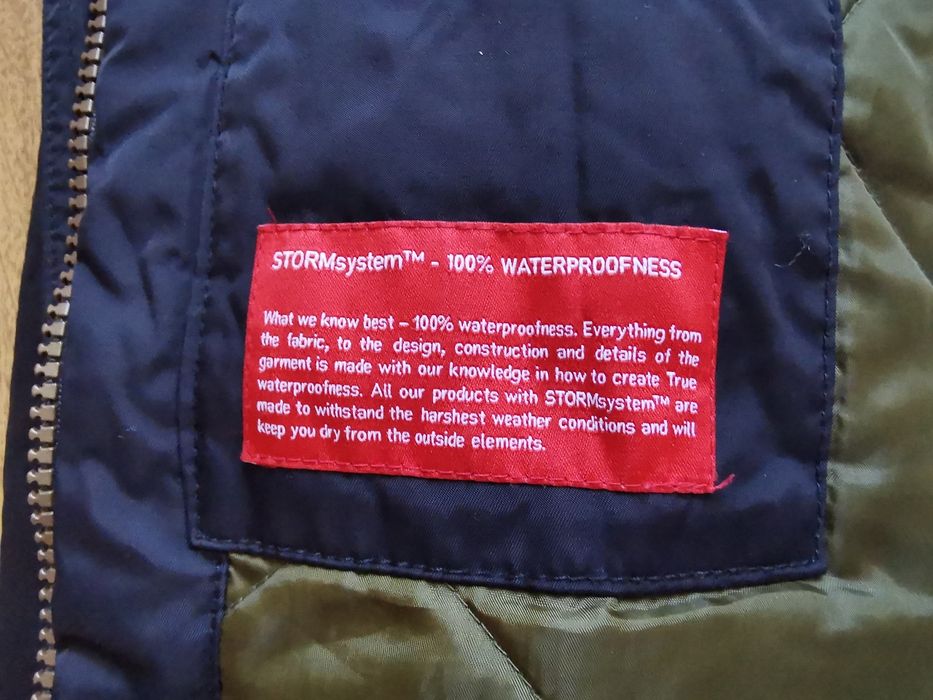 STORMsystem™ - 100% WATERPROOFNESS
What we know best – 100% waterproofness. Everything from
the fabric, to the design, construction and details of the
garment is made with our knowledge in how to create True
waterproofness. All our products with STORMsystem™ are
made to withstand the harshest weather conditions and will
keep you dry from the outside elements.